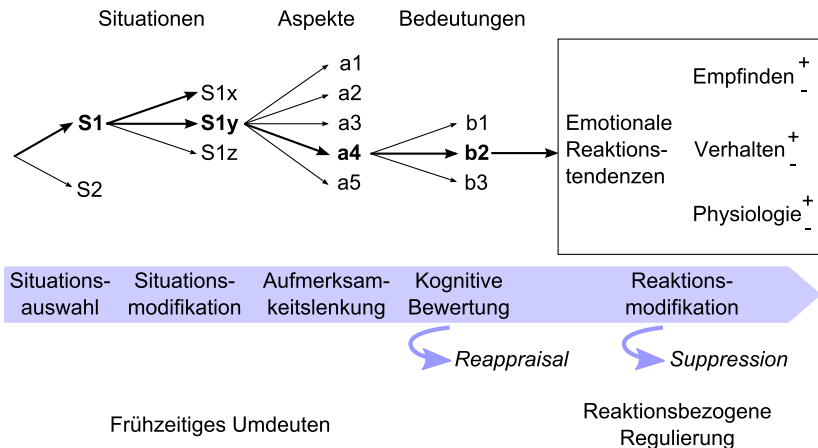 Situationen
Aspekte
Bedeutungen
S1
S2
S1x
S1y
S1z
a1
a2
a3
a4
a5
b1
b2
b3
Emotionale
Reaktions-
tendenzen
Empfinden + -
Verhalten + -
Physiologie + -
Situations-
auswahl
Situations-
modifikation
Aufmerksam-
keitslenkung
Kognitive
Bewertung
Reaktions-
modifikation
Reappraisal
Suppression
Frühzeitiges Umdeuten
Reaktionsbezogene
Regulierung